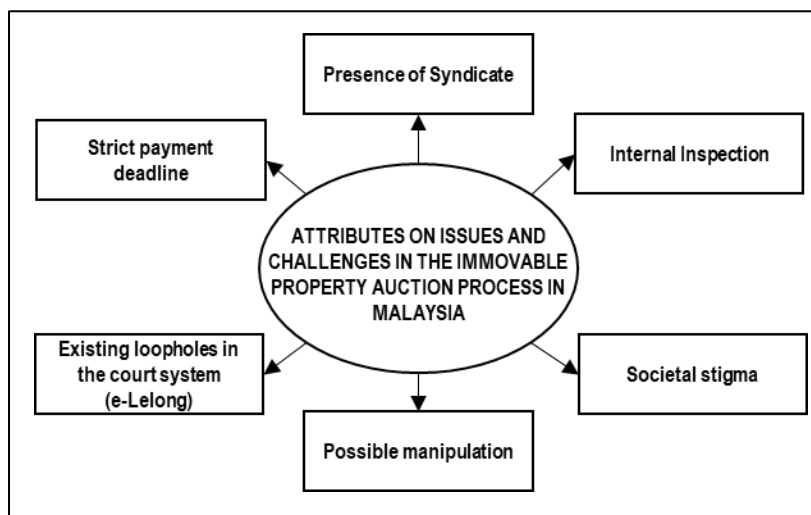 Presence of Syndicate
Strict payment
deadline
Internal Inspection
ATTRIBUTES ON ISSUES AND
CHALLENGES IN THE IMMOVABLE
PROPERTY AUCTION PROCESS IN
MALAYSIA
Existing loopholes in
the court system
(e-Lelong)
Societal stigma
Possible manipulation